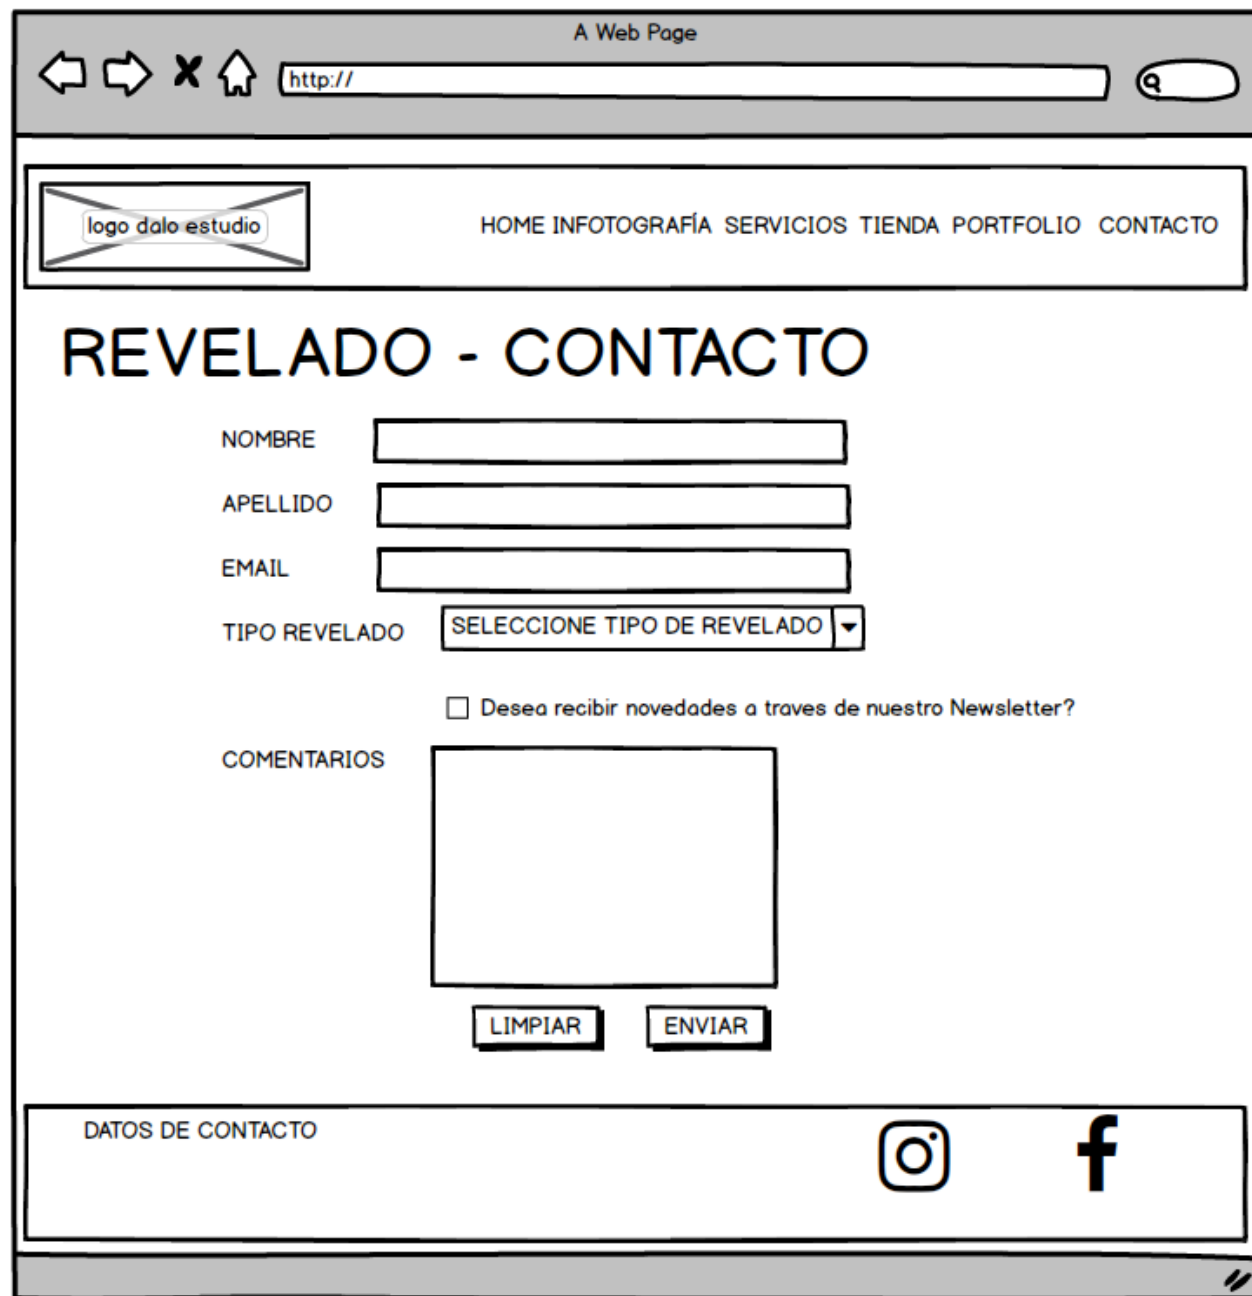 A Web Page
http://
logo dalo estudio
HOME INFOTOGRAFÍA SERVICIOS TIENDA PORTFOLIO CONTACTO
REVELADO - CONTACTO
NOMBRE
APELLIDO
EMAIL
TIPO REVELADO SELECCIONE TIPO DE REVELADO
Desea recibir novedades a traves de nuestro Newsletter?
COMENTARIOS
LIMPIAR ENVIAR
DATOS DE CONTACTO